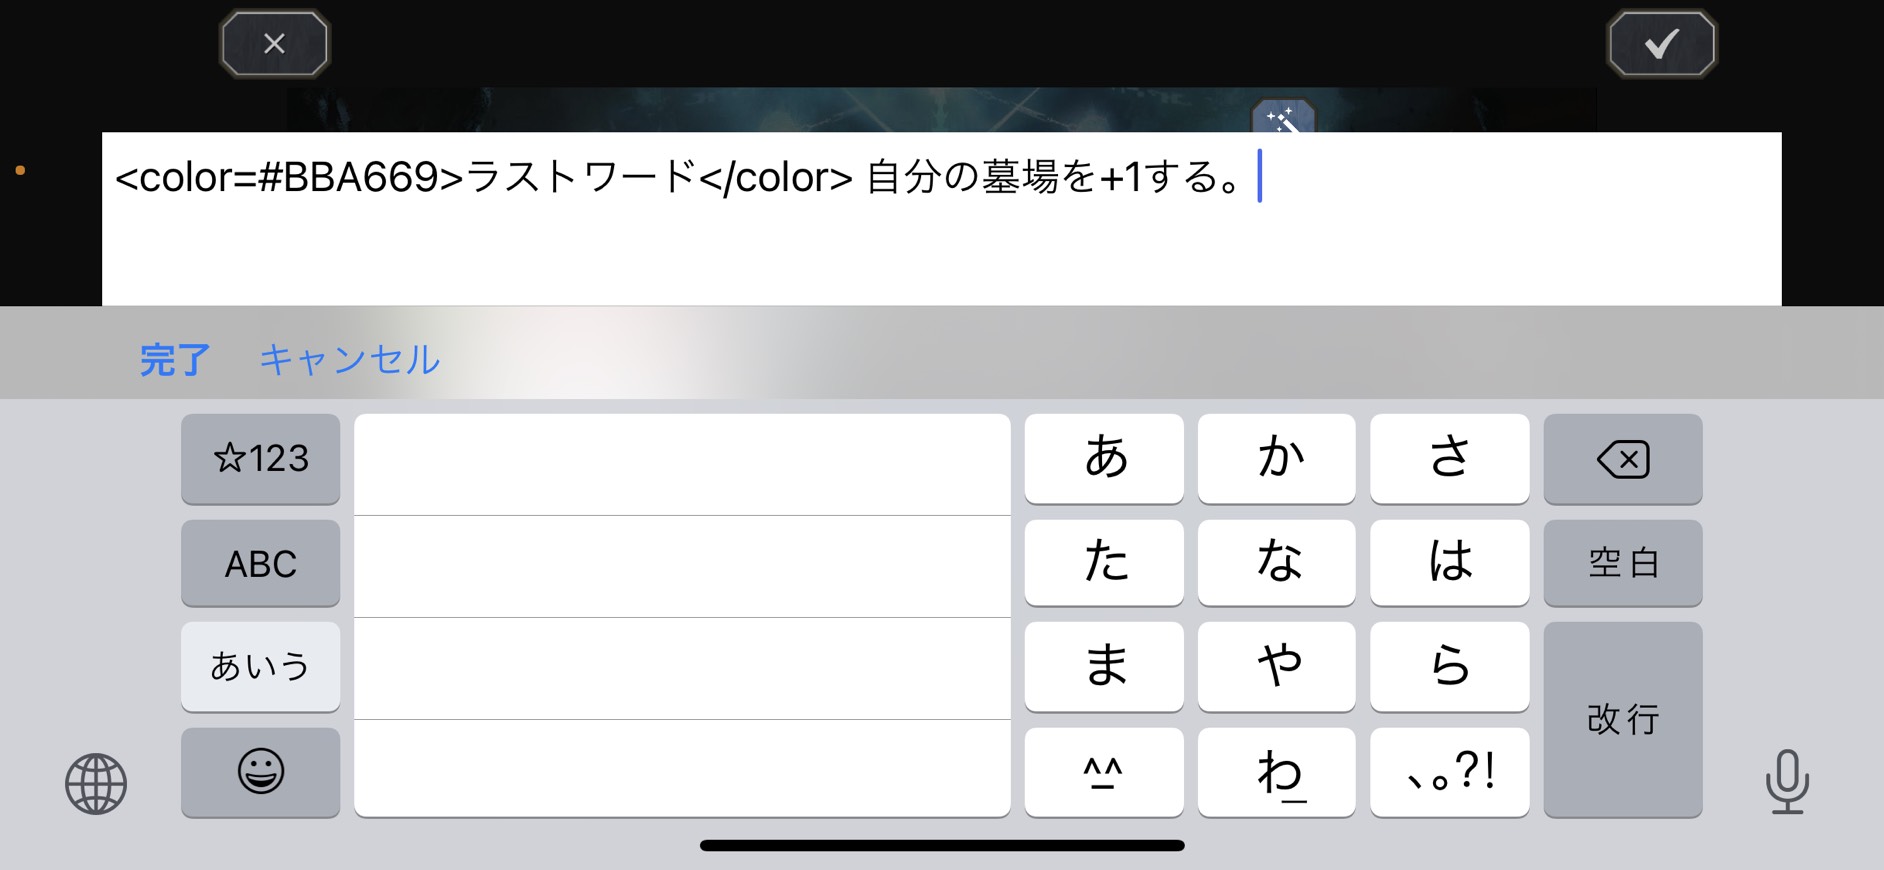 <color=#BBA669>ラストワード</color> 自分の墓場を+1する。
完了 キャンセル
☆123 あ か さ
ABC た な は 空白
あいう ま や ら 改行
^^ わ_ 、。?!